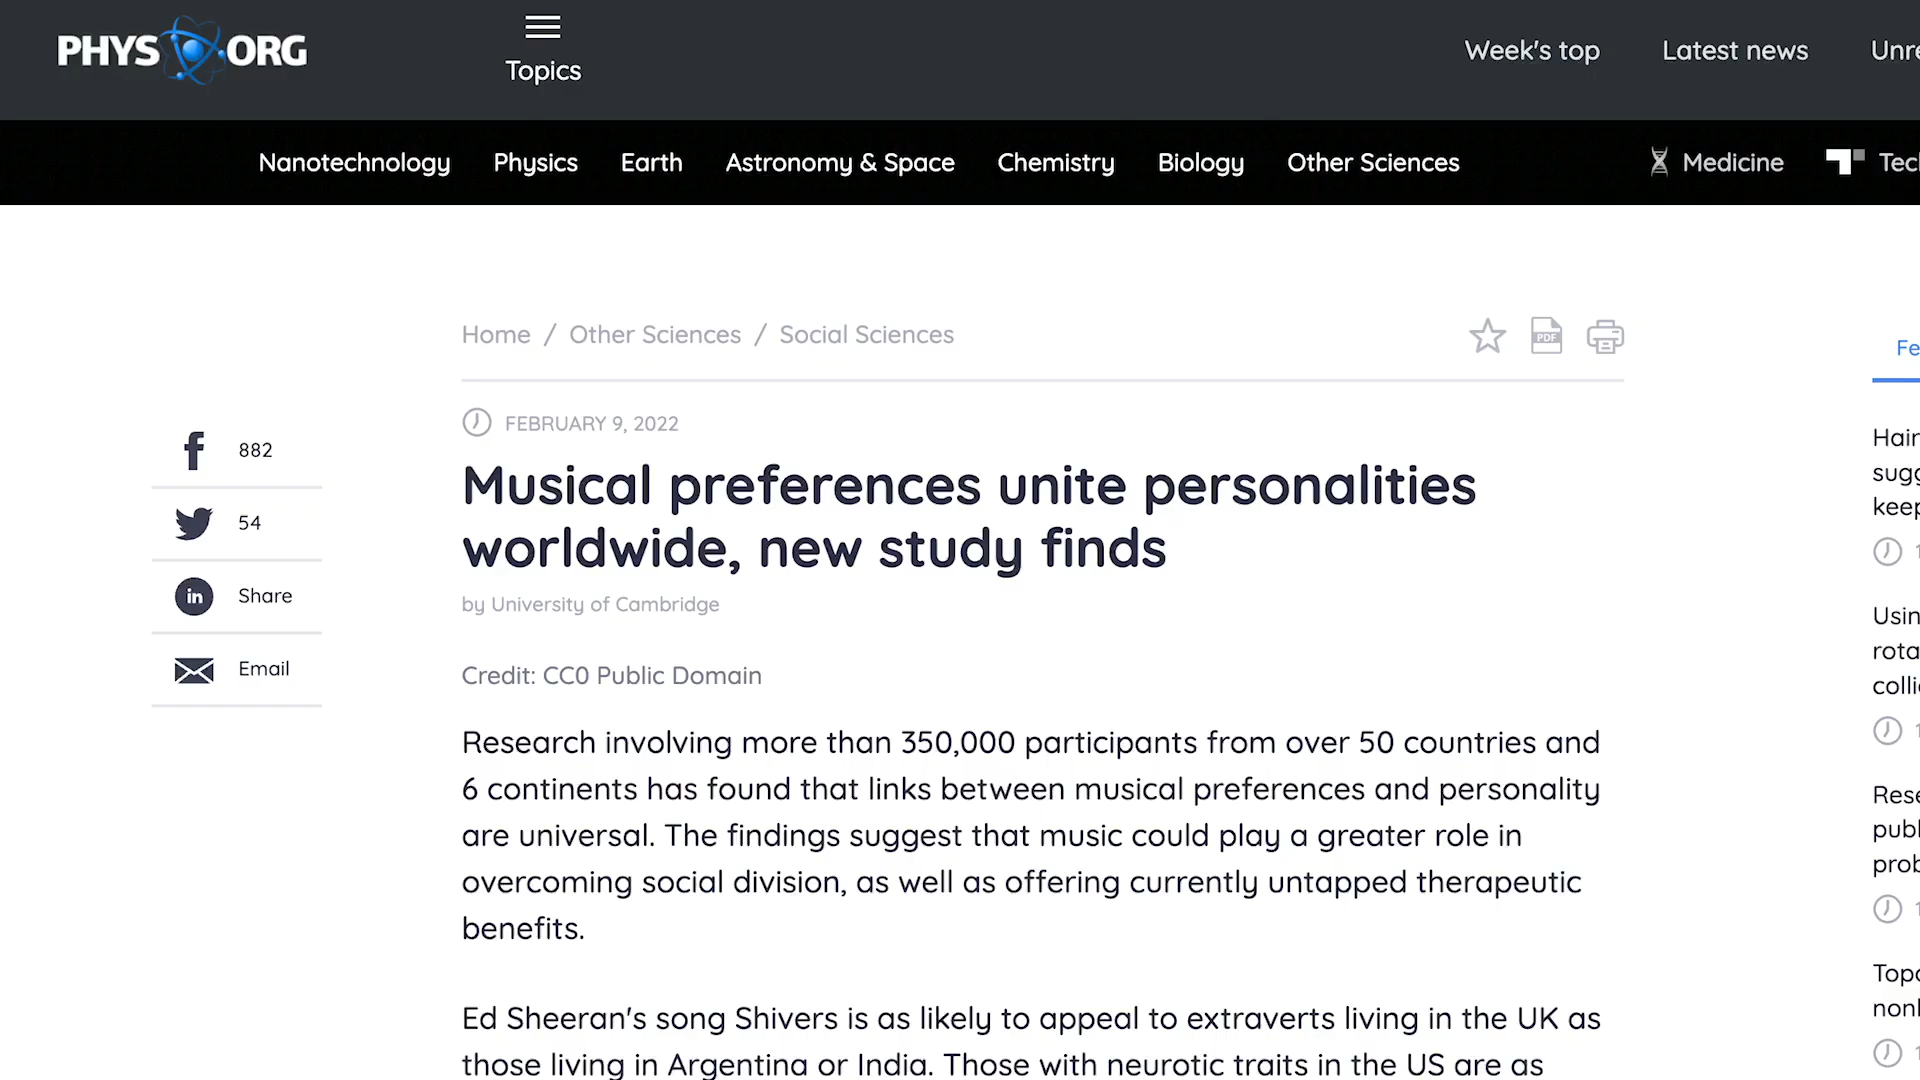 PHYS ORG
Topics
Week's top
Latest news
Nanotechnology
Physics
Earth
Astronomy & Space
Chemistry
Biology
Other Sciences
Medicine
Home / Other Sciences / Social Sciences
PDF
FEBRUARY 9, 2022
Musical preferences unite personalities
worldwide, new study finds
by University of Cambridge
882
54
in
Share
Email
Credit: CC0 Public Domain
Research involving more than 350,000 participants from over 50 countries and
6 continents has found that links between musical preferences and personality
are universal. The findings suggest that music could play a greater role in
overcoming social division, as well as offering currently untapped therapeutic
benefits.
Ed Sheeran's song Shivers is as likely to appeal to extraverts living in the UK as
those living in Argentina or India. Those with neurotic traits in the US are as